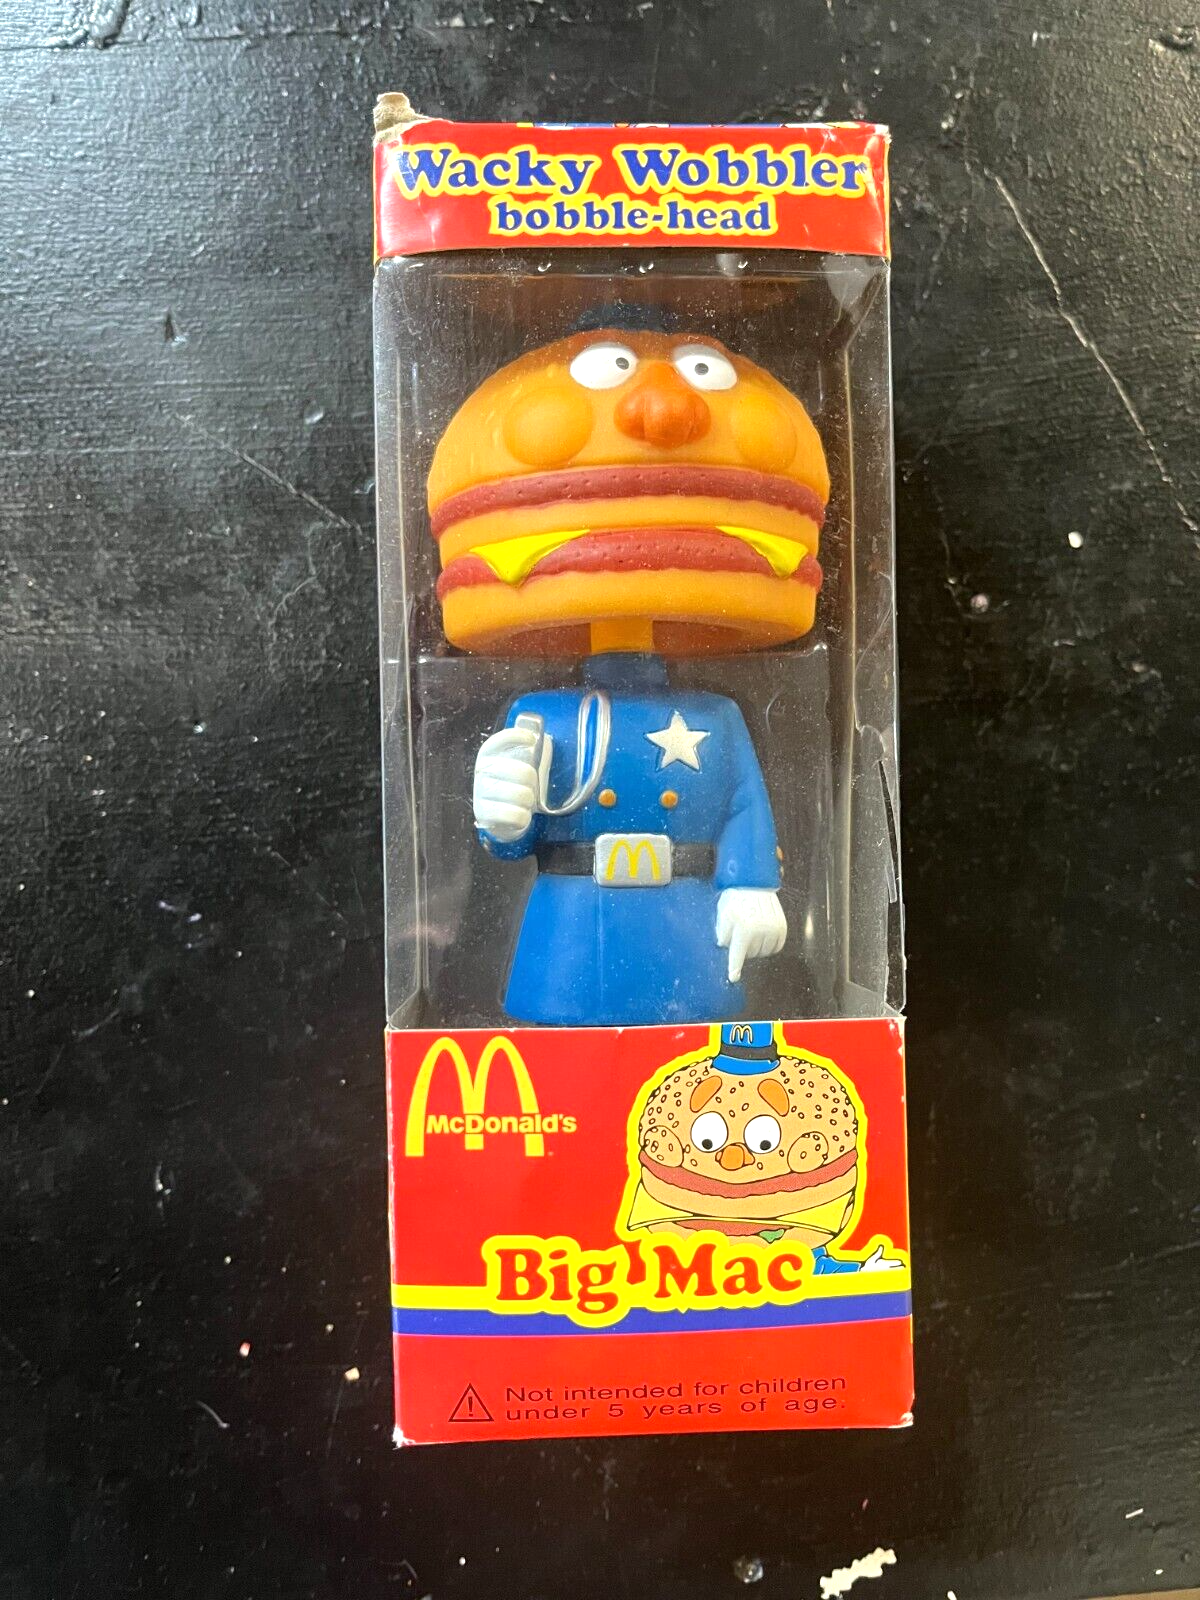 Wacky Wobbler
bobble-head
McDonald's
Big Mac
Not intended for children
under 5 years of age.